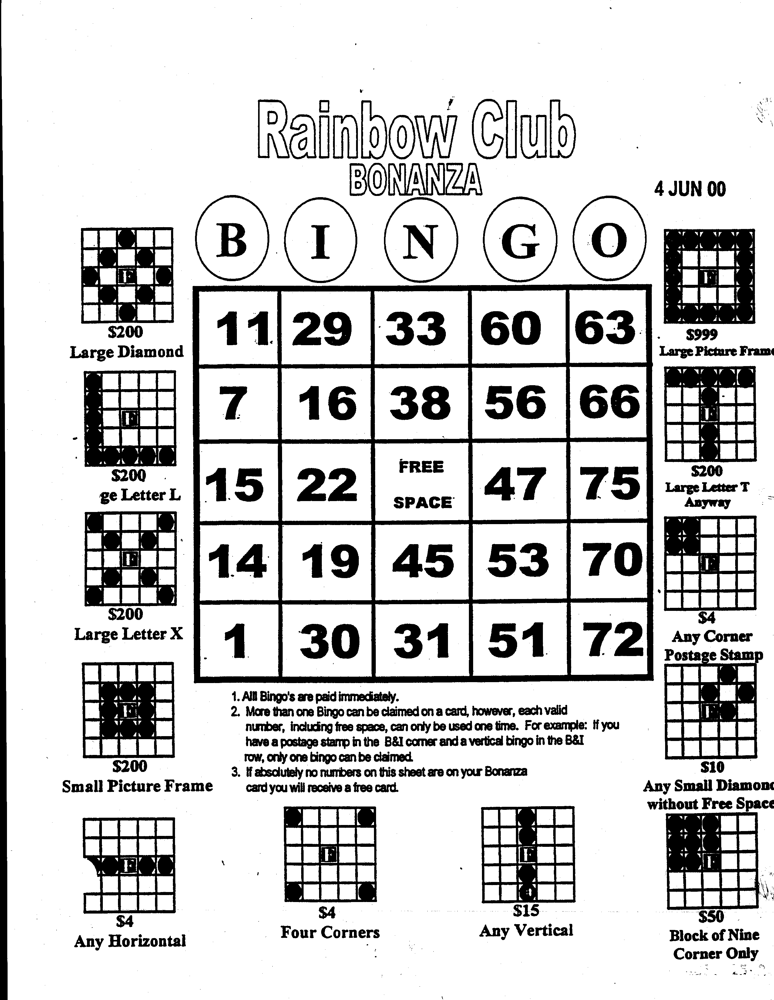 Rainbow Club
BONANZA
4 JUN 00
B I N G O
11 29 33 60 63
7 16 38 56 66
15 22 FREE SPACE 47 75
14 19 45 53 70
1 30 31 51 72
F
$200
Large Diamond
F
$200
ge Letter L
F
$200
Large Letter X
F
$200
Small Picture Frame
F
$4
Any Horizontal
F
$999
Large Picture Frame
F
$200
Large Letter T
Anyway
F
$4
Any Corner
Postage Stamp
F
$10
Any Small Diamond
without Free Space
F
$50
Block of Nine
Corner Only
1. Alll Bingo's are paid immediately.
2. More than one Bingo can be claimed on a card, however, each valid
number, including free space, can only be used one time. For example: If you
have a postage stamp in the B&I corner and a vertical bingo in the B&I
row, only one bingo can be claimed.
3. If absolutely no numbers on this sheet are on your Bonanza
card you will receive a free card.
F
$4
Four Corners
F
$15
Any Vertical